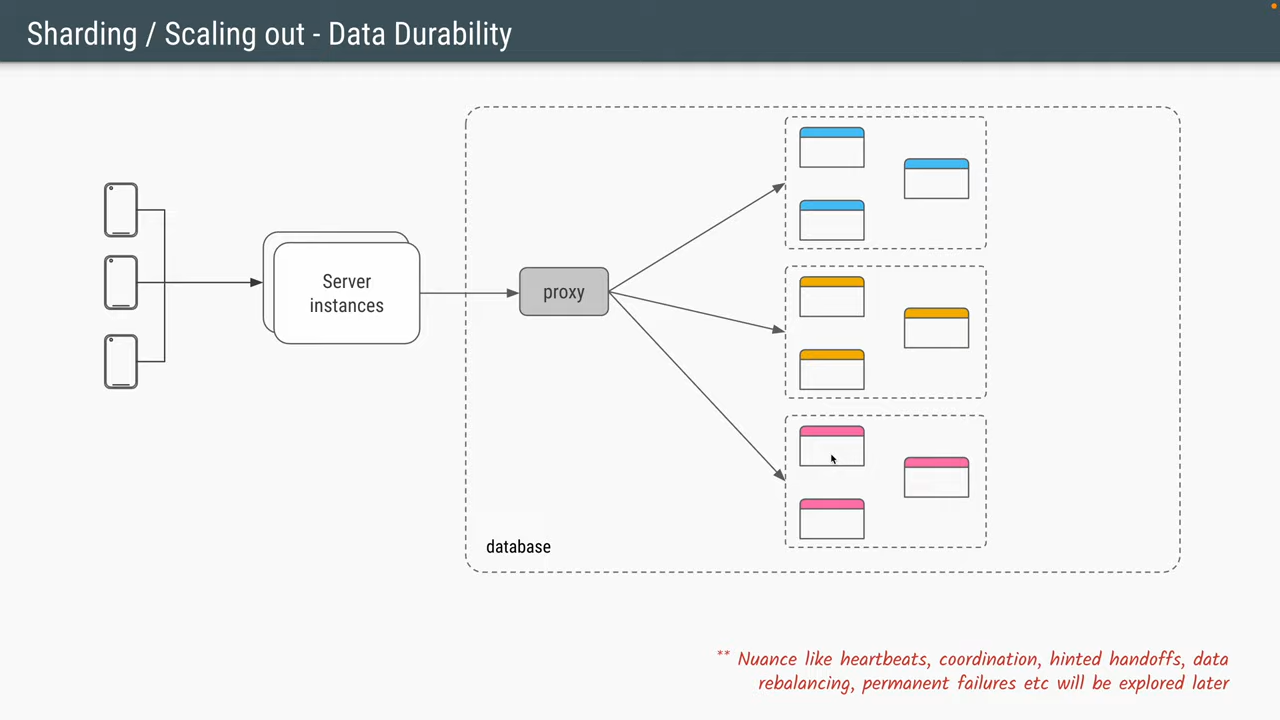 Sharding / Scaling out - Data Durability
Server
instances
proxy
database
** Nuance like heartbeats, coordination, hinted handoffs, data
rebalancing, permanent failures etc will be explored later